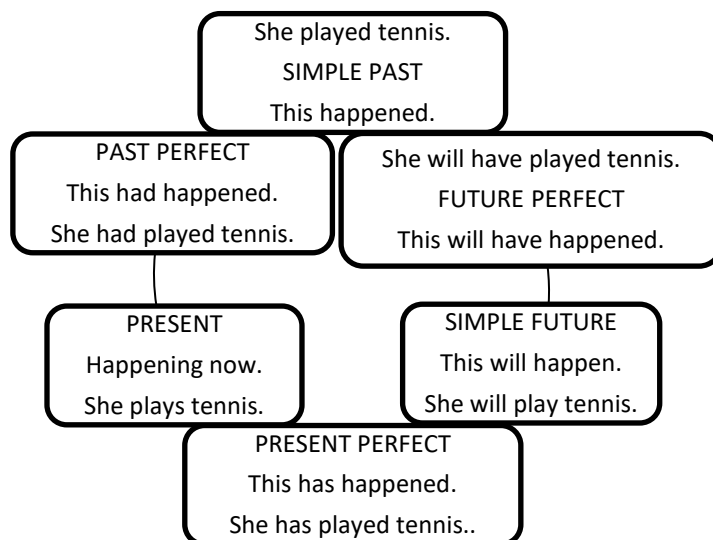 She played tennis.
SIMPLE PAST
This happened.
PAST PERFECT
This had happened.
She had played tennis.
She will have played tennis.
FUTURE PERFECT
This will have happened.
PRESENT
Happening now.
She plays tennis.
SIMPLE FUTURE
This will happen.
She will play tennis.
PRESENT PERFECT
This has happened.
She has played tennis..